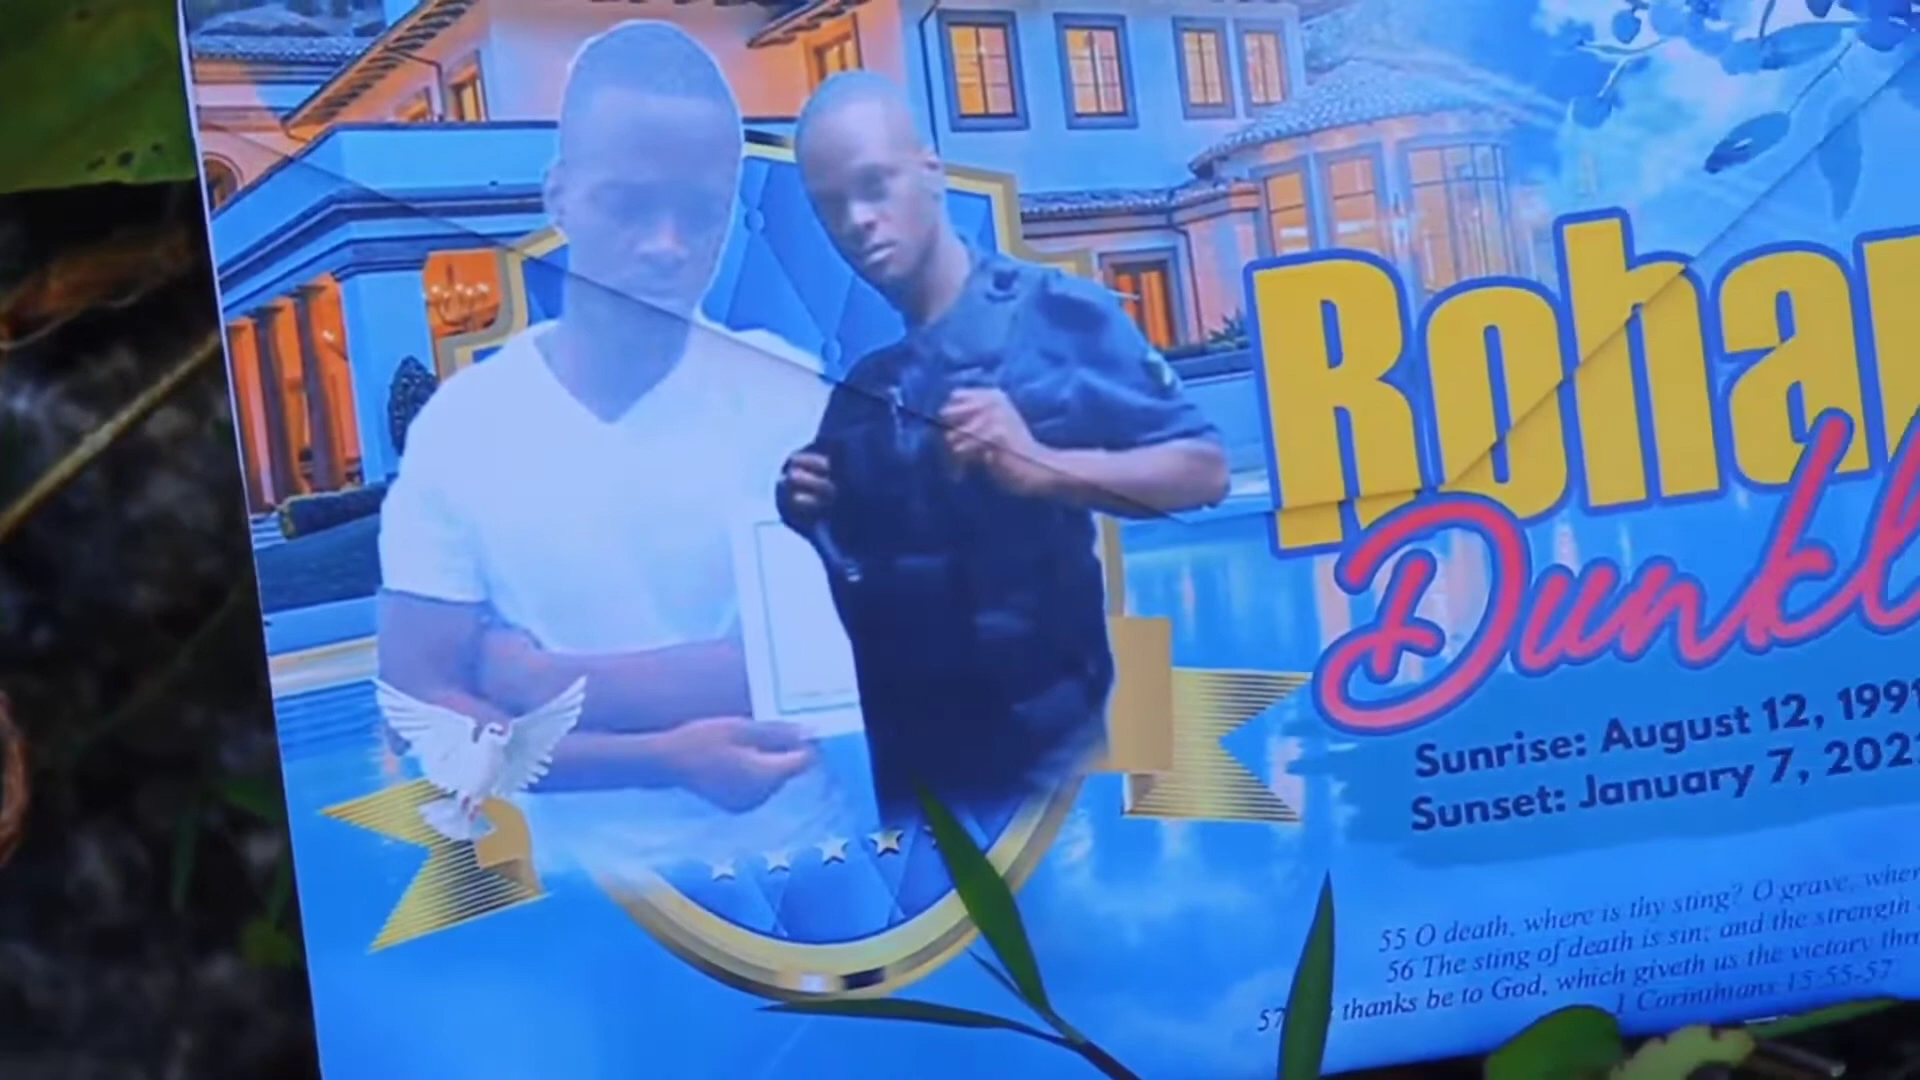 Rohan
Dunkl
Sunrise: August 12, 1991
Sunset: January 7, 202
55 O death, where is thy sting? O grave, wher
56 The sting of death is sin; and the strength
57 thanks be to God, which giveth us the victory thr
1 Corinthians 15:55-57